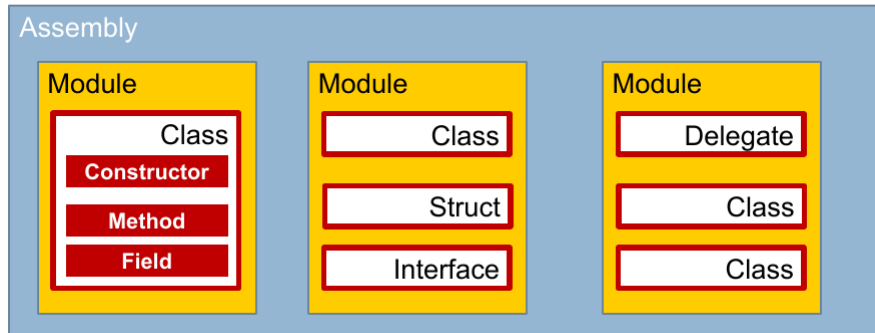 Assembly
Module
Class
Constructor
Method
Field
Module
Class
Struct
Interface
Module
Delegate
Class
Class